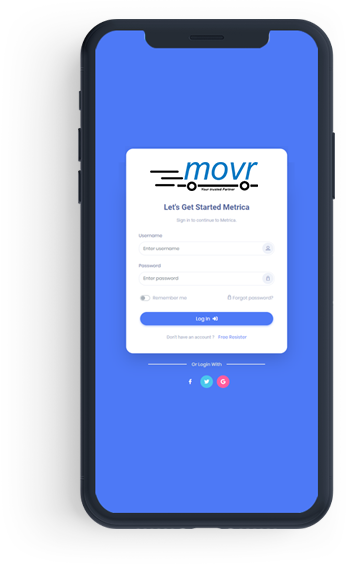 movr
Your trusted Partner
Let's Get Started Metrica
Sign in to continue to Metrica.
Username
Enter username
Password
Enter password
Remember me
Forgot password?
Log In
Don't have an account ? Free Resister
Or Login With